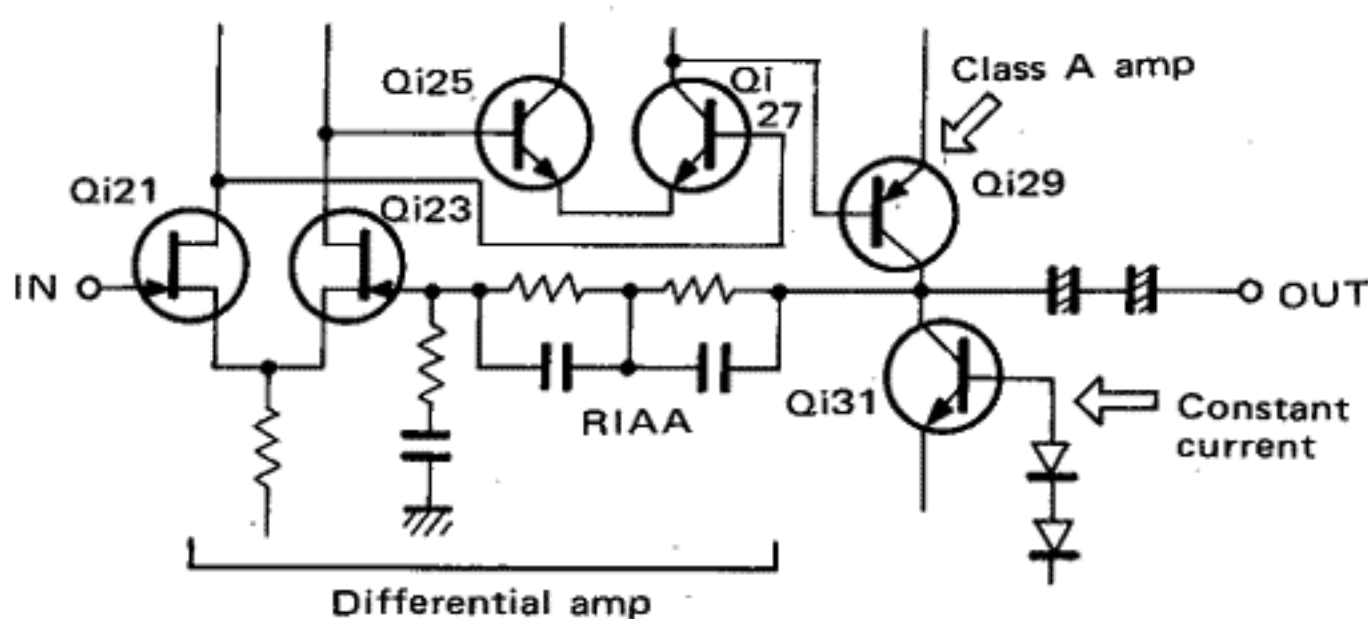 Qi25
Qi
27
Class A amp
Qi21
Qi23
Qi29
IN
OUT
RIAA
Qi31
Constant
current
Differential amp